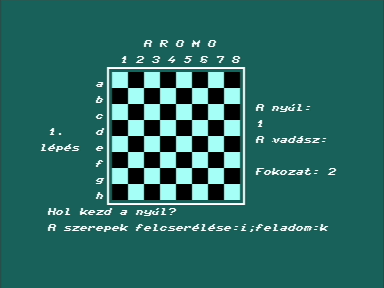 A R O M O
1 2 3 4 5 6 7 8
a
b
c
d
e
f
g
h
1.
lépés
A nyúl:
1
A vadász:
Fokozat: 2
Hol kezd a nyúl?
A szerepek felcserélése:i;feladom:k